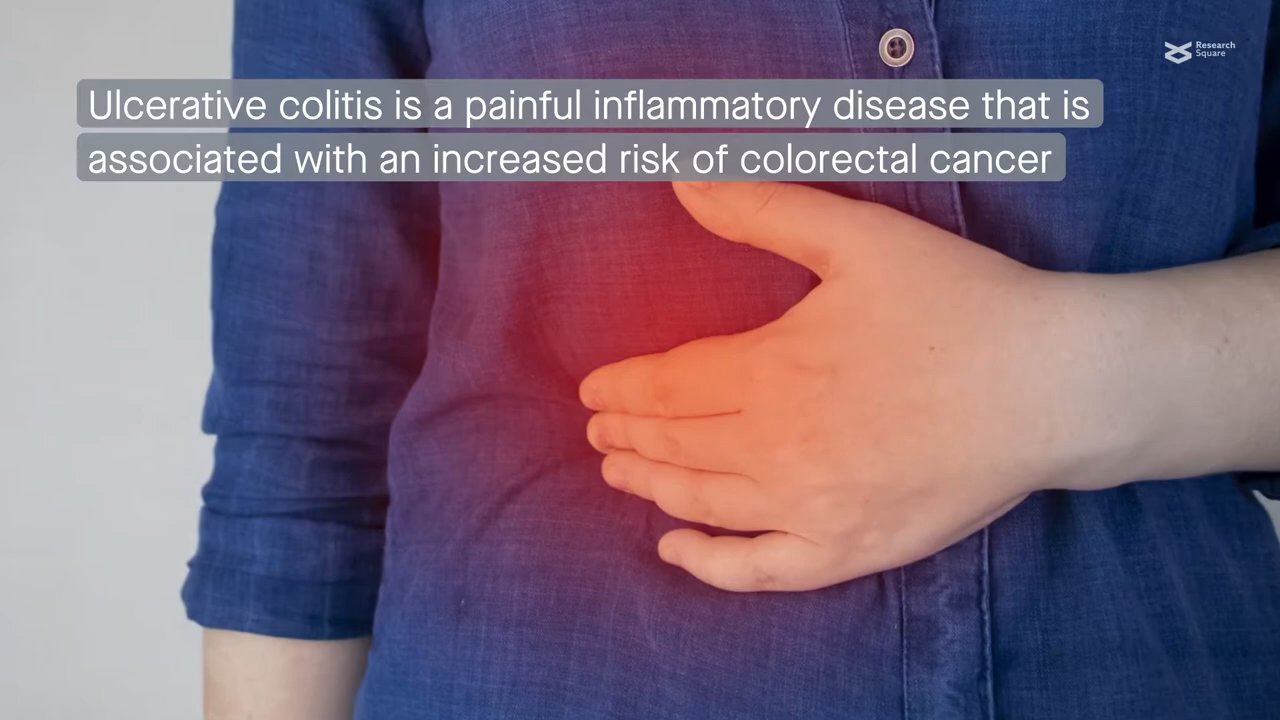 Ulcerative colitis is a painful inflammatory disease that is
associated with an increased risk of colorectal cancer
Research
Square